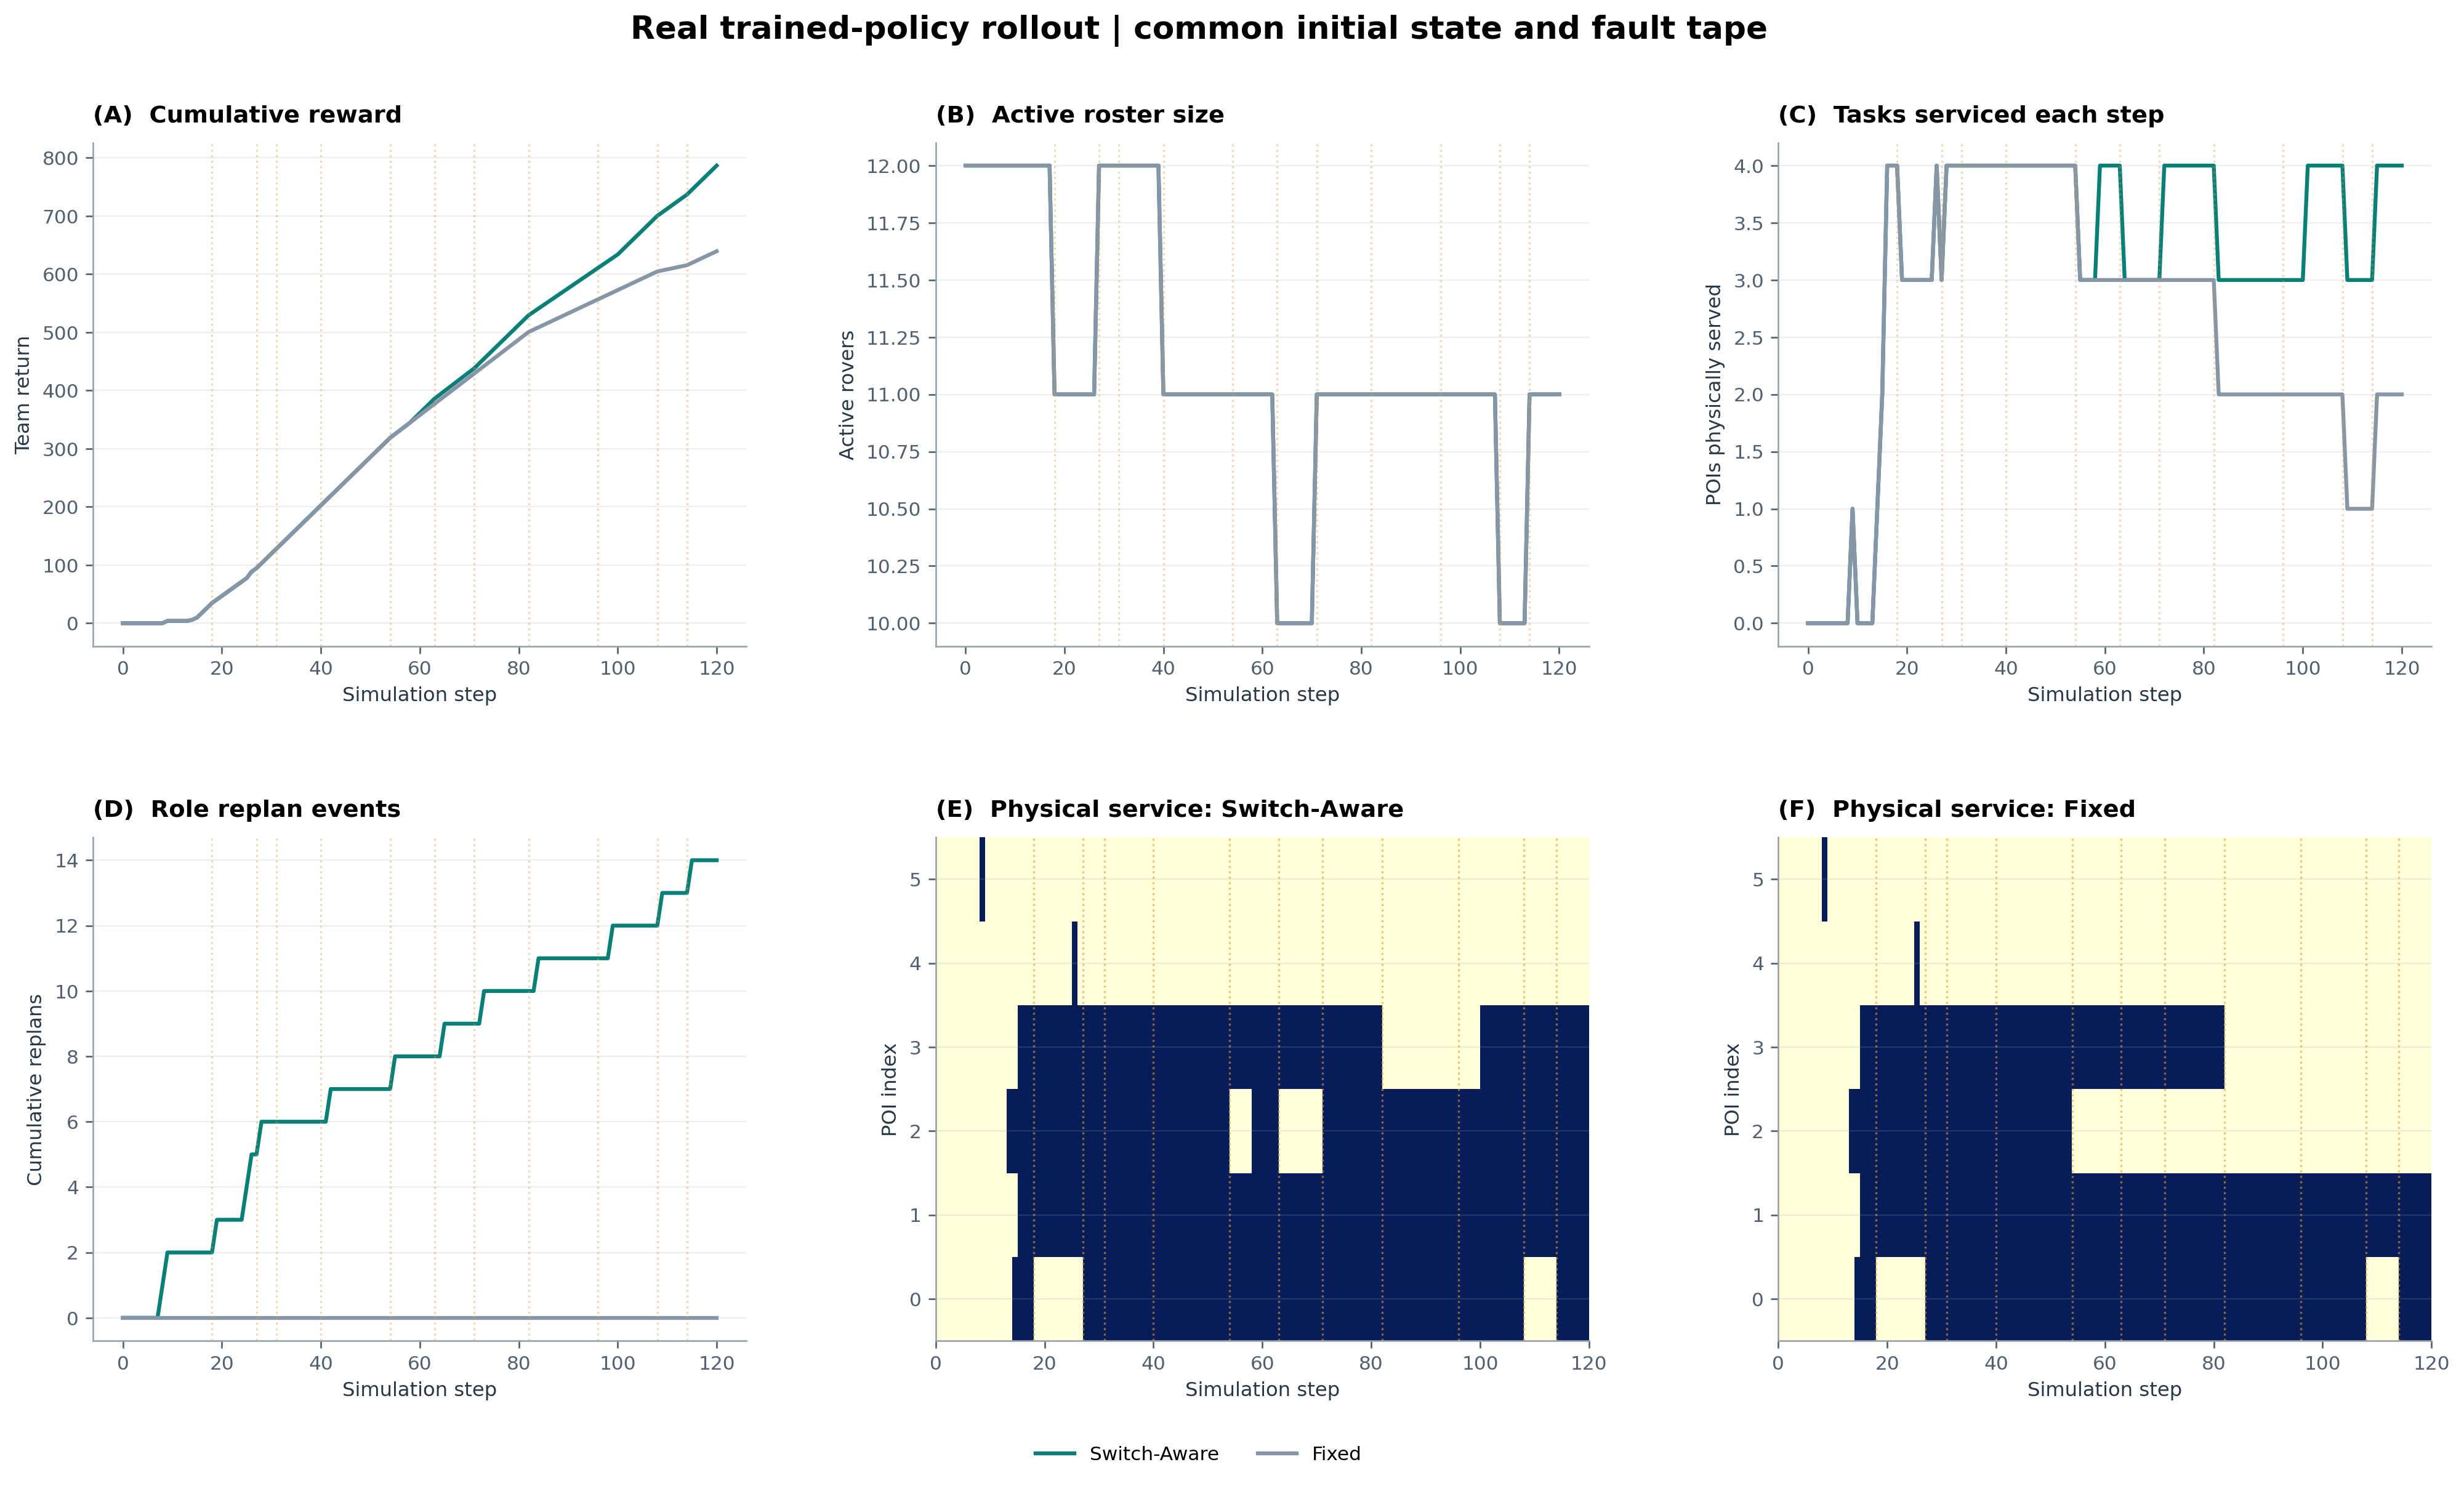 Real trained-policy rollout | common initial state and fault tape
(A) Cumulative reward
Team return
800
700
600
500
400
300
200
100
0
0 20 40 60 80 100 120
Simulation step
(B) Active roster size
Active rovers
12.00
11.75
11.50
11.25
11.00
10.75
10.50
10.25
10.00
0 20 40 60 80 100 120
Simulation step
(C) Tasks serviced each step
POIs physically served
4.0
3.5
3.0
2.5
2.0
1.5
1.0
0.5
0.0
0 20 40 60 80 100 120
Simulation step
(D) Role replan events
Cumulative replans
14
12
10
8
6
4
2
0
0 20 40 60 80 100 120
Simulation step
(E) Physical service: Switch-Aware
POI index
5
4
3
2
1
0
0 20 40 60 80 100 120
Simulation step
(F) Physical service: Fixed
POI index
5
4
3
2
1
0
0 20 40 60 80 100 120
Simulation step
Switch-Aware Fixed